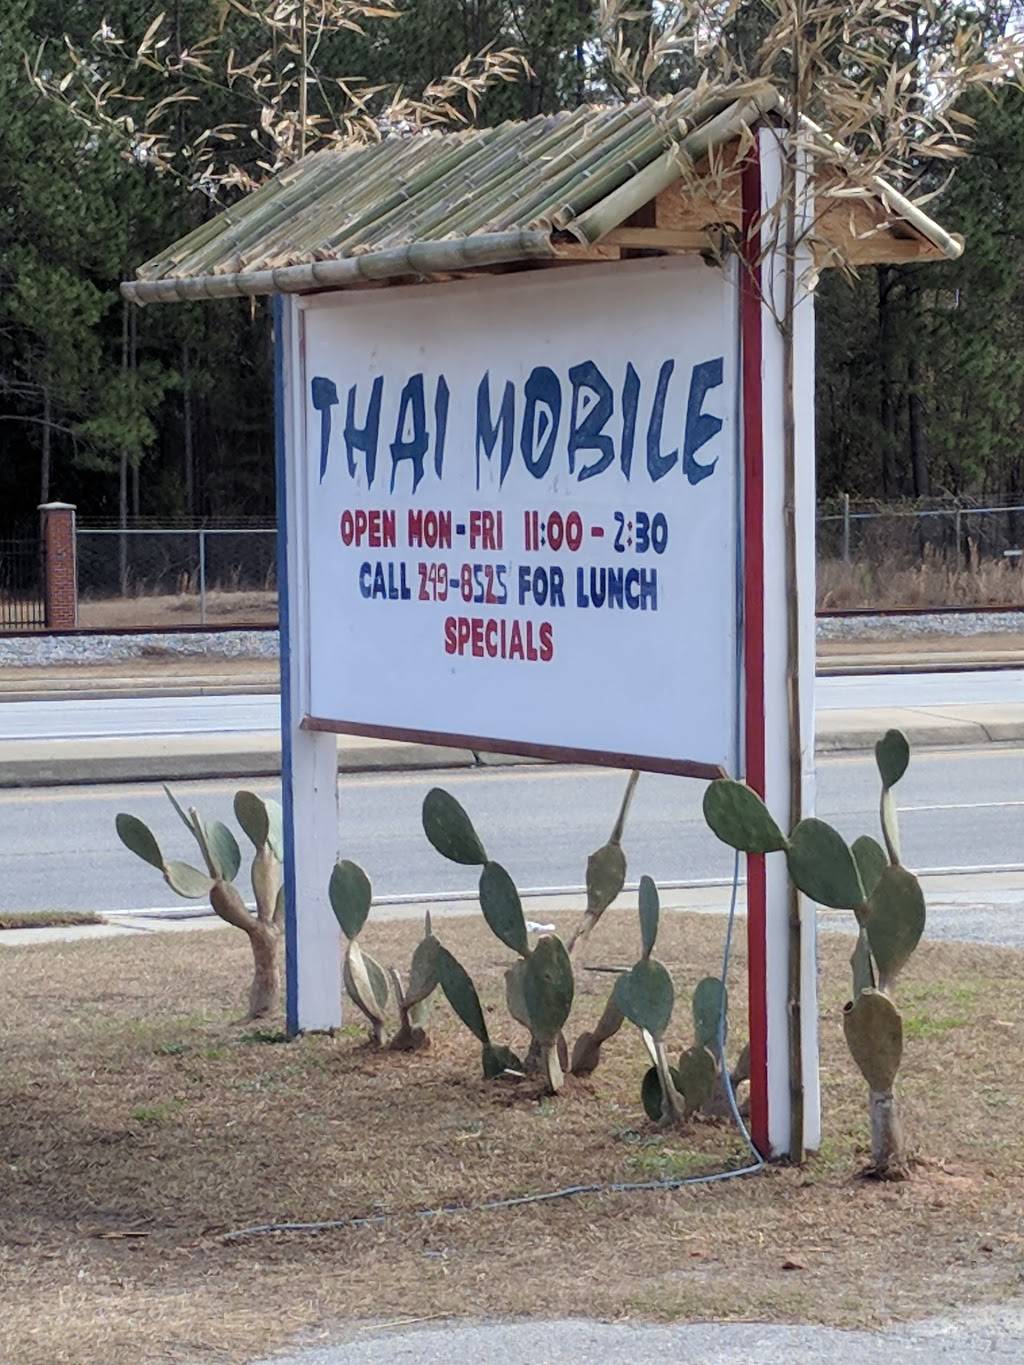 THAI MOBILE
OPEN MON-FRI 11:00 - 2:30
CALL 249-8525 FOR LUNCH
SPECIALS